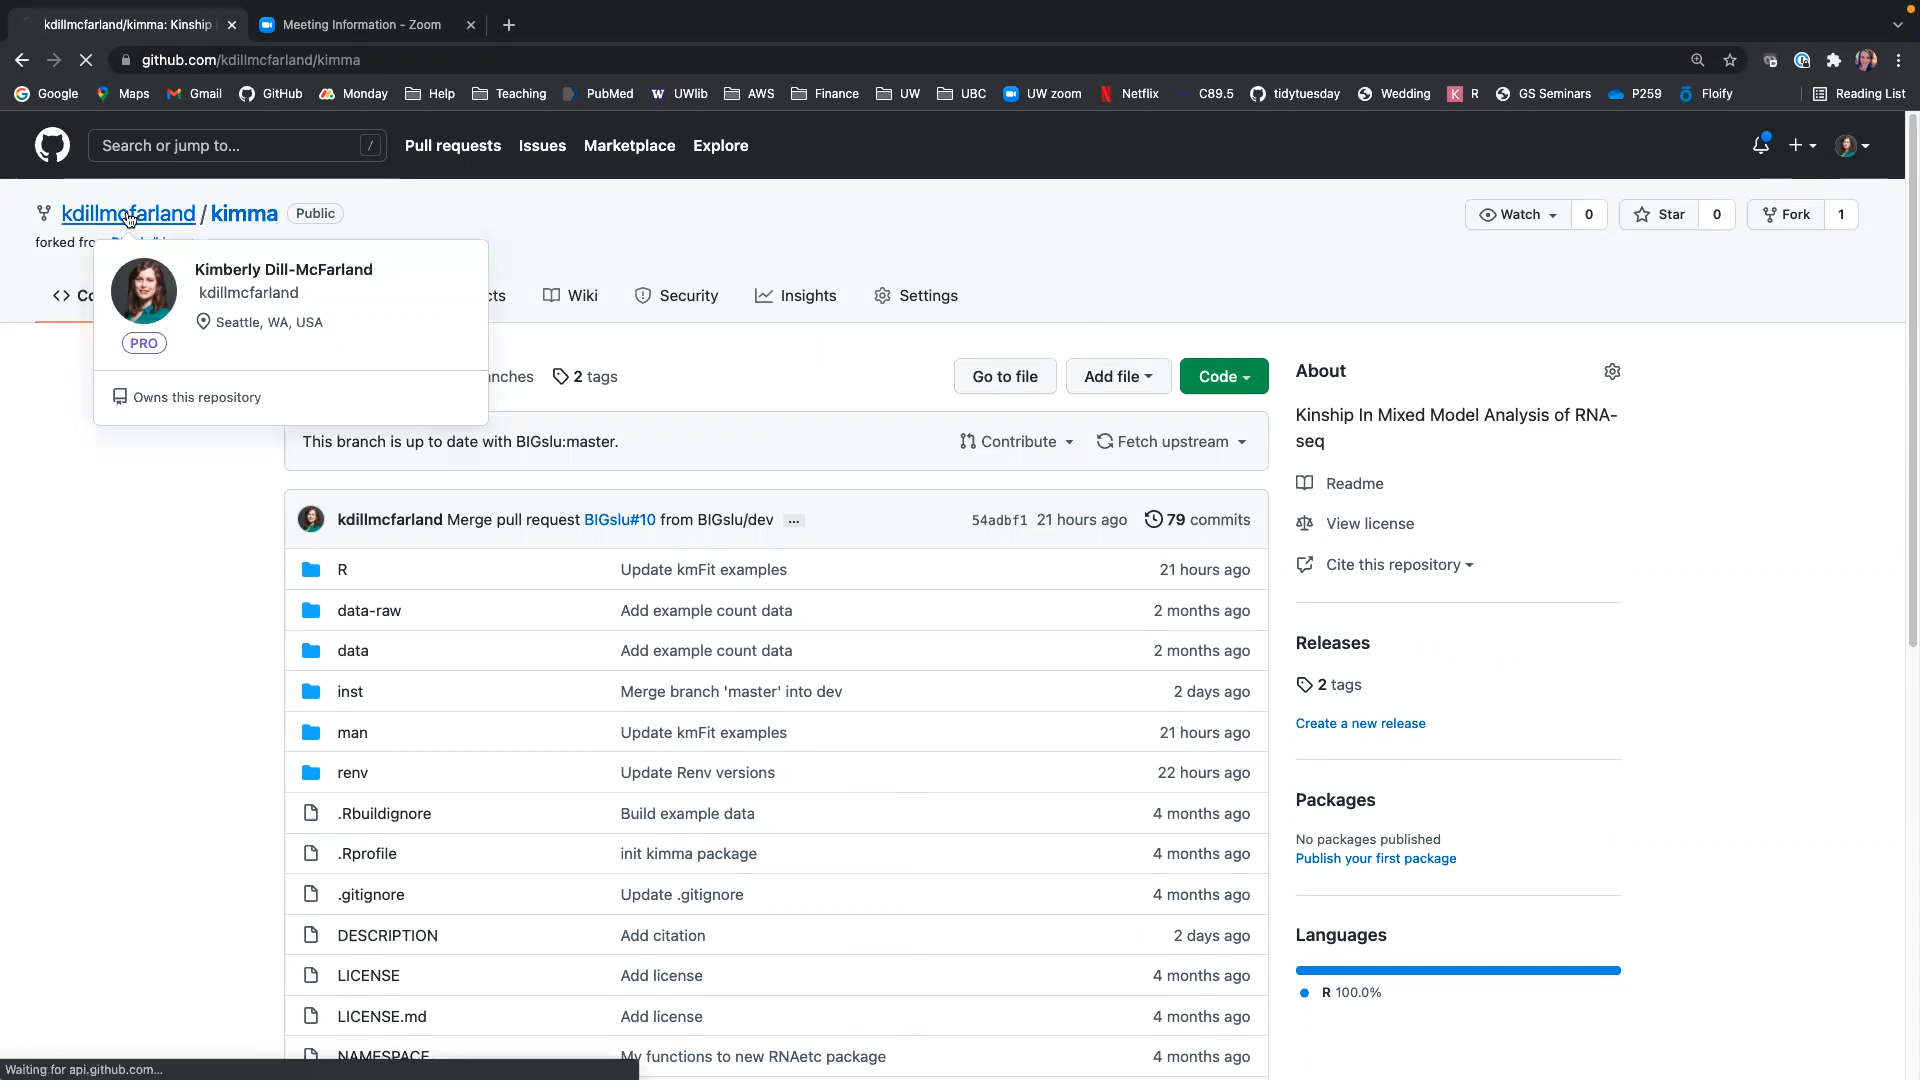 kdillmcfarland/kimma: Kinship
Meeting Information - Zoom
github.com/kdillmcfarland/kimma
Google Maps Gmail GitHub Monday Help Teaching PubMed UWlib AWS Finance UW UBC UW zoom Netflix C89.5 tidytuesday Wedding R GS Seminars P259 Floify Reading List
Search or jump to... / Pull requests Issues Marketplace Explore
kdillmcfarland / kimma Public
Watch 0 Star 0 Fork 1
forked fro
Kimberly Dill-McFarland
kdillmcfarland
Seattle, WA, USA
PRO
Owns this repository
Wiki Security Insights Settings
2 tags
Go to file Add file Code
This branch is up to date with BIGslu:master.
Contribute Fetch upstream
kdillmcfarland Merge pull request BIGslu#10 from BIGslu/dev ... 54adbf1 21 hours ago 79 commits
R Update kmFit examples 21 hours ago
data-raw Add example count data 2 months ago
data Add example count data 2 months ago
inst Merge branch 'master' into dev 2 days ago
man Update kmFit examples 21 hours ago
renv Update Renv versions 22 hours ago
.Rbuildignore Build example data 4 months ago
.Rprofile init kimma package 4 months ago
.gitignore Update .gitignore 4 months ago
DESCRIPTION Add citation 2 days ago
LICENSE Add license 4 months ago
LICENSE.md Add license 4 months ago
NAMESPACE My functions to new RNAetc package 4 months ago
About
Kinship In Mixed Model Analysis of RNA-
seq
Readme
View license
Cite this repository
Releases
2 tags
Create a new release
Packages
No packages published
Publish your first package
Languages
R 100.0%
Waiting for api.github.com...